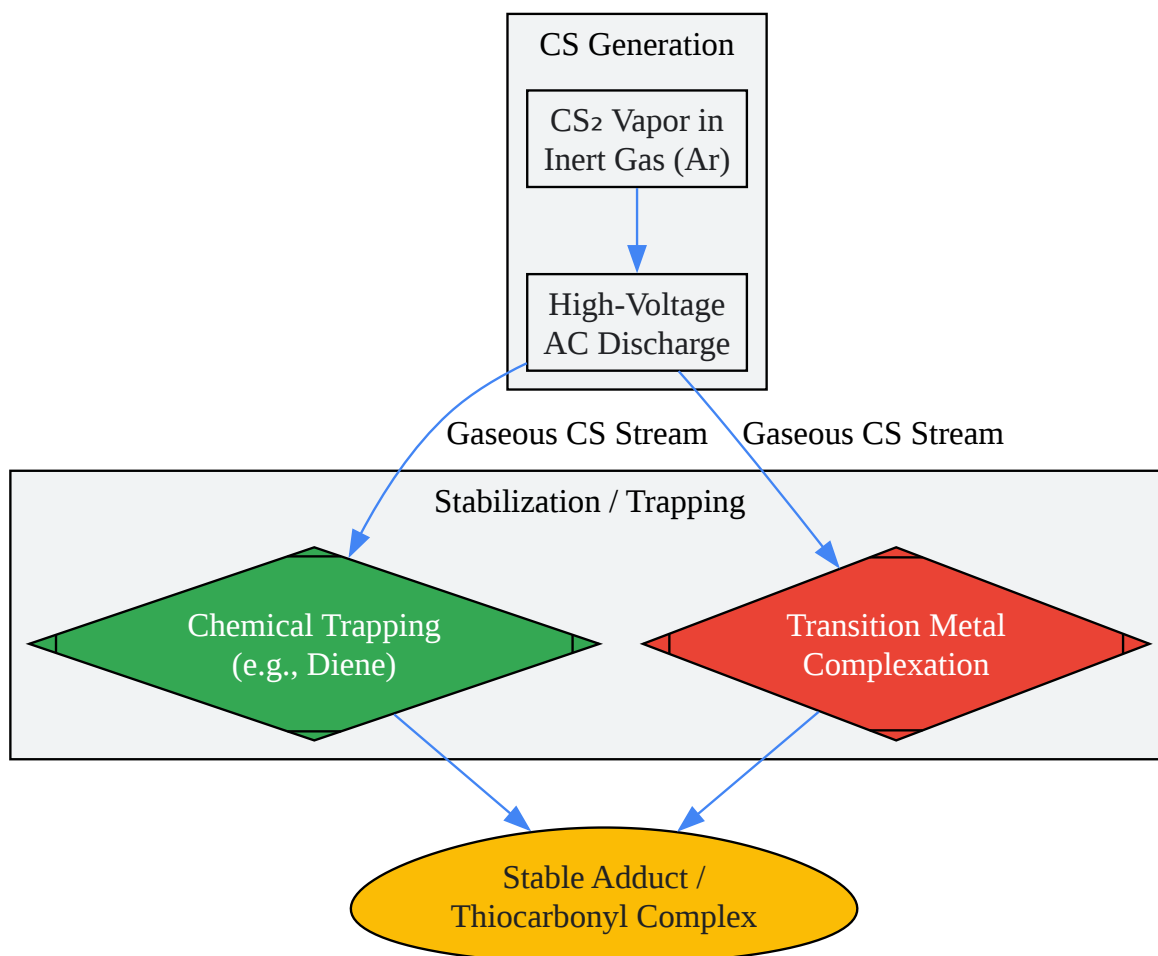 CS Generation
CS₂ Vapor in
Inert Gas (Ar)
High-Voltage
AC Discharge
Gaseous CS Stream
Gaseous CS Stream
Stabilization / Trapping
Chemical Trapping
(e.g., Diene)
Transition Metal
Complexation
Stable Adduct /
Thiocarbonyl Complex